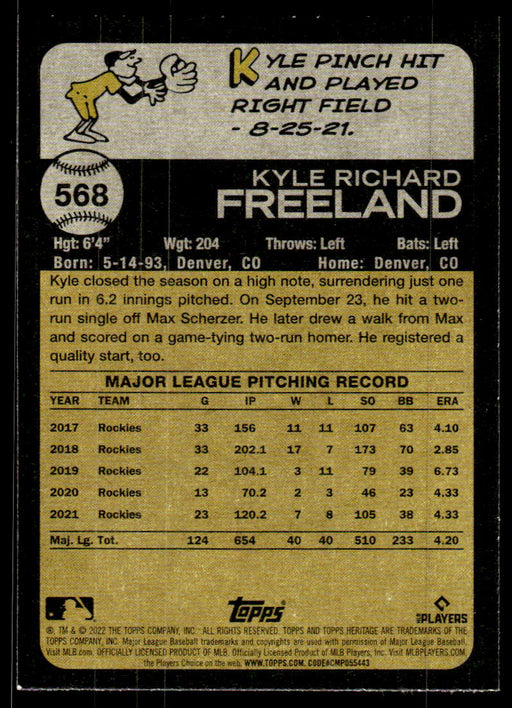 KYLE PINCH HIT
AND PLAYED
RIGHT FIELD
- 8-25-21.
568
KYLE RICHARD
FREELAND
Hgt: 6'4" Wgt: 204 Throws: Left Bats: Left
Born: 5-14-93, Denver, CO Home: Denver, CO
Kyle closed the season on a high note, surrendering just one
run in 6.2 innings pitched. On September 23, he hit a two-
run single off Max Scherzer. He later drew a walk from Max
and scored on a game-tying two-run homer. He registered a
quality start, too.
MAJOR LEAGUE PITCHING RECORD
YEAR TEAM G IP W L SO BB ERA
2017 Rockies 33 156 11 11 107 63 4.10
2018 Rockies 33 202.1 17 7 173 70 2.85
2019 Rockies 22 104.1 3 11 79 39 6.73
2020 Rockies 13 70.2 2 3 46 23 4.33
2021 Rockies 23 120.2 7 8 105 38 4.33
Maj. Lg. Tot. 124 654 40 40 510 233 4.20
Topps
MLB PLAYERS
®, TM & © 2022 THE TOPPS COMPANY, INC. ALL RIGHTS RESERVED. TOPPS AND TOPPS HERITAGE ARE TRADEMARKS OF THE
TOPPS COMPANY, INC. Major League Baseball trademarks and copyrights are used with permission of Major League Baseball.
Visit MLB.com. OFFICIALLY LICENSED PRODUCT OF MLB. Officially Licensed Product of MLB Players, Inc. Visit MLBPLAYERS.com,
the Players Choice on the web. WWW.TOPPS.COM. CODE#CMP055443